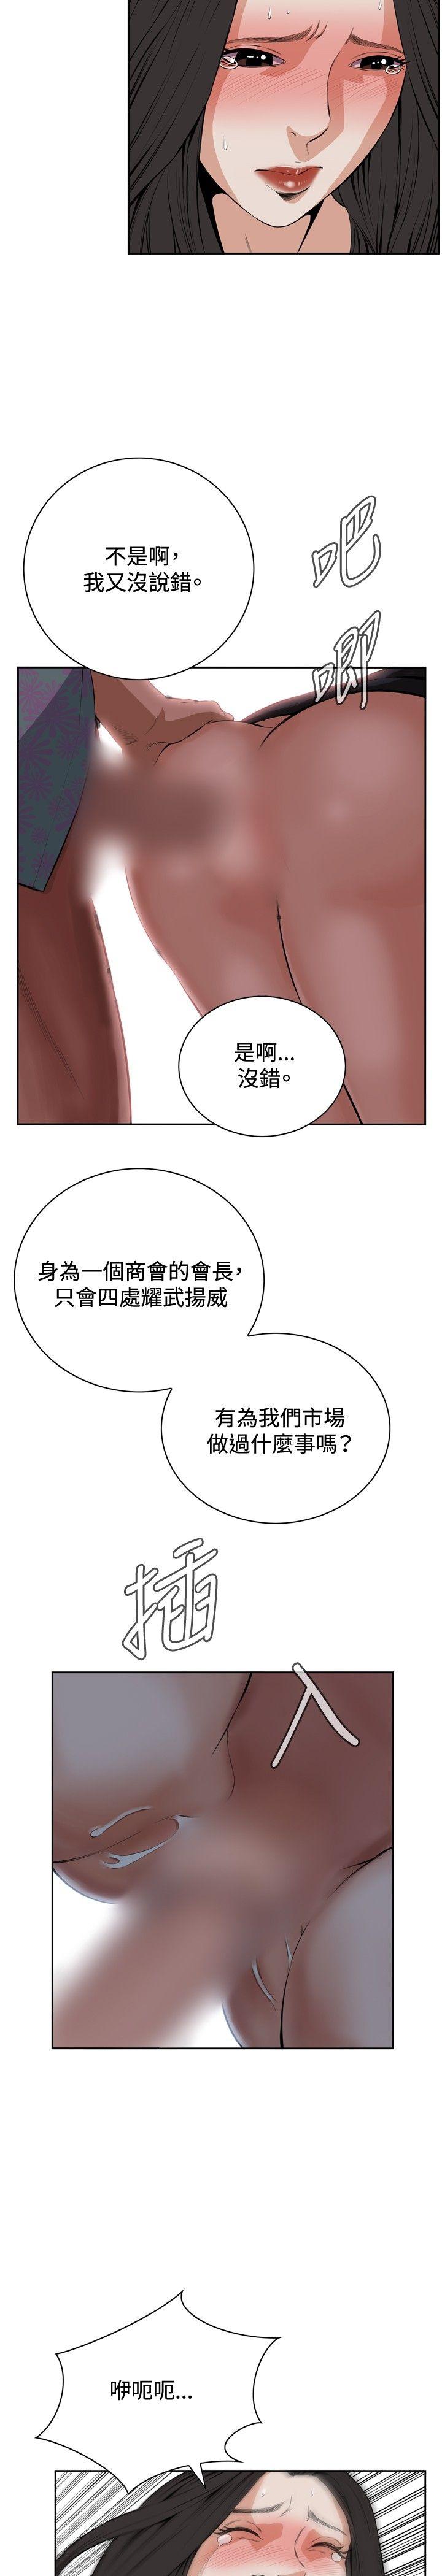 不是啊，
我又沒說錯。
吧
唧
是啊…
沒錯。
身為一個商會的會長，
只會四處耀武揚威
有為我們市場
做過什麼事嗎？
插
入
咿呃呃…